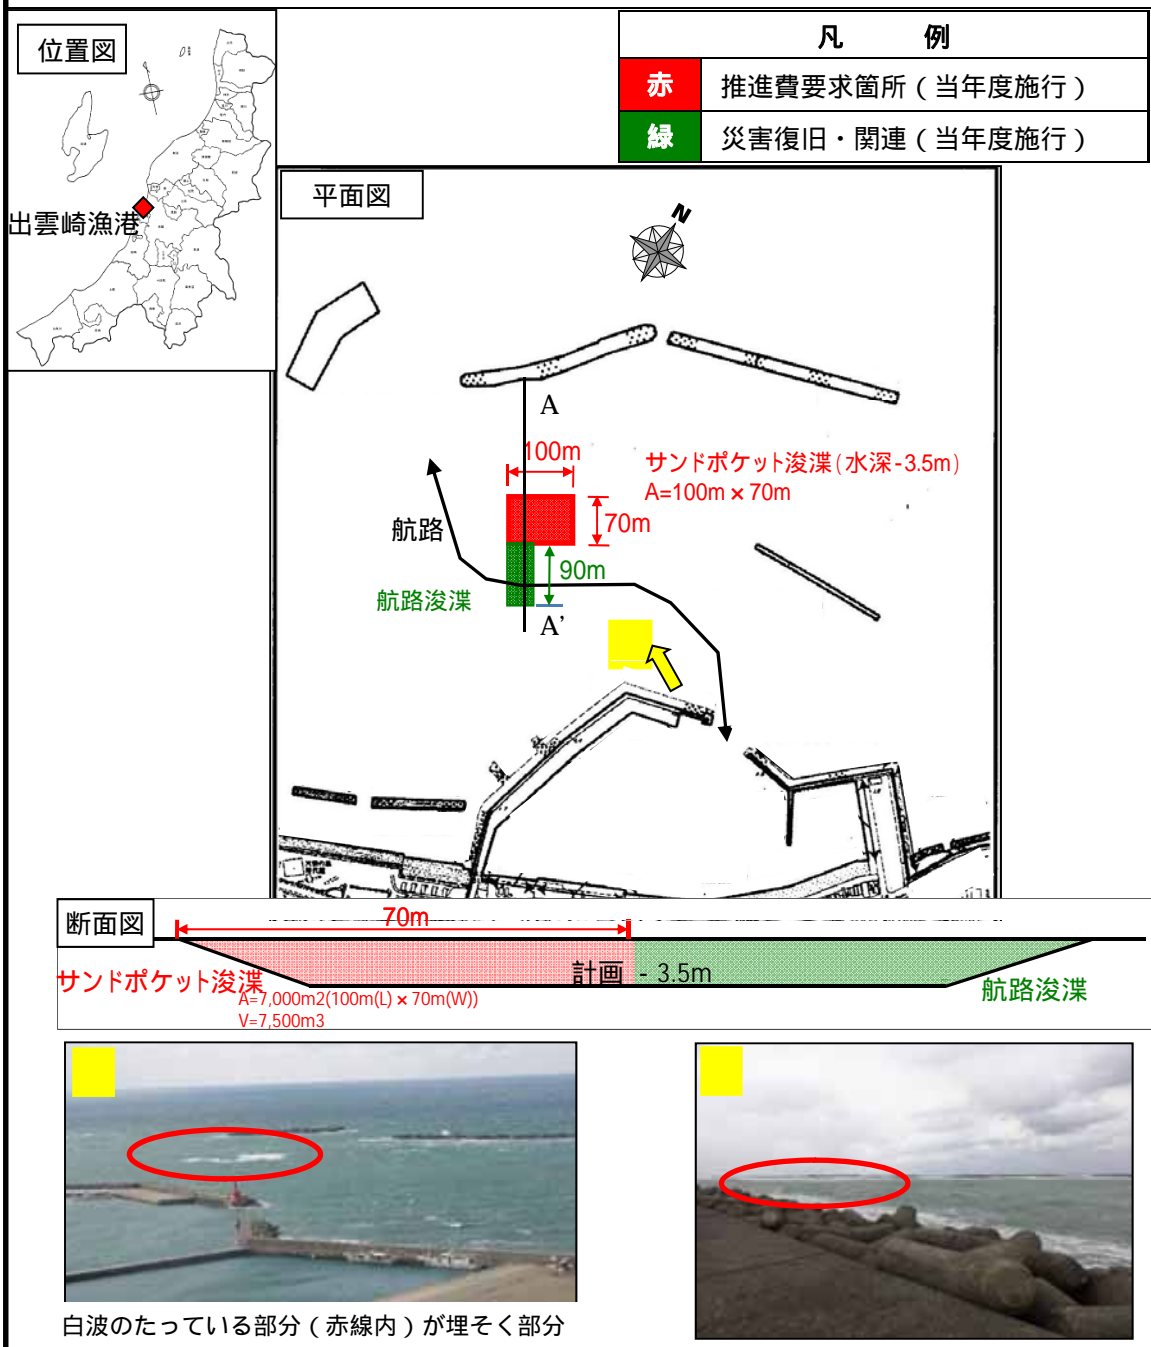 位置図
出雲崎漁港
凡　例
赤 推進費要求箇所（当年度施行）
緑 災害復旧・関連（当年度施行）
平面図
N
A
100m
サンドポケット浚渫（水深-3.5m）
A=100m×70m
航路
70m
90m
航路浚渫
A’
断面図
70m
計画 - 3.5m
サンドポケット浚渫
A=7,000m2(100m(L)×70m(W))
V=7,500m3
航路浚渫
白波のたっている部分（赤線内）が埋そく部分